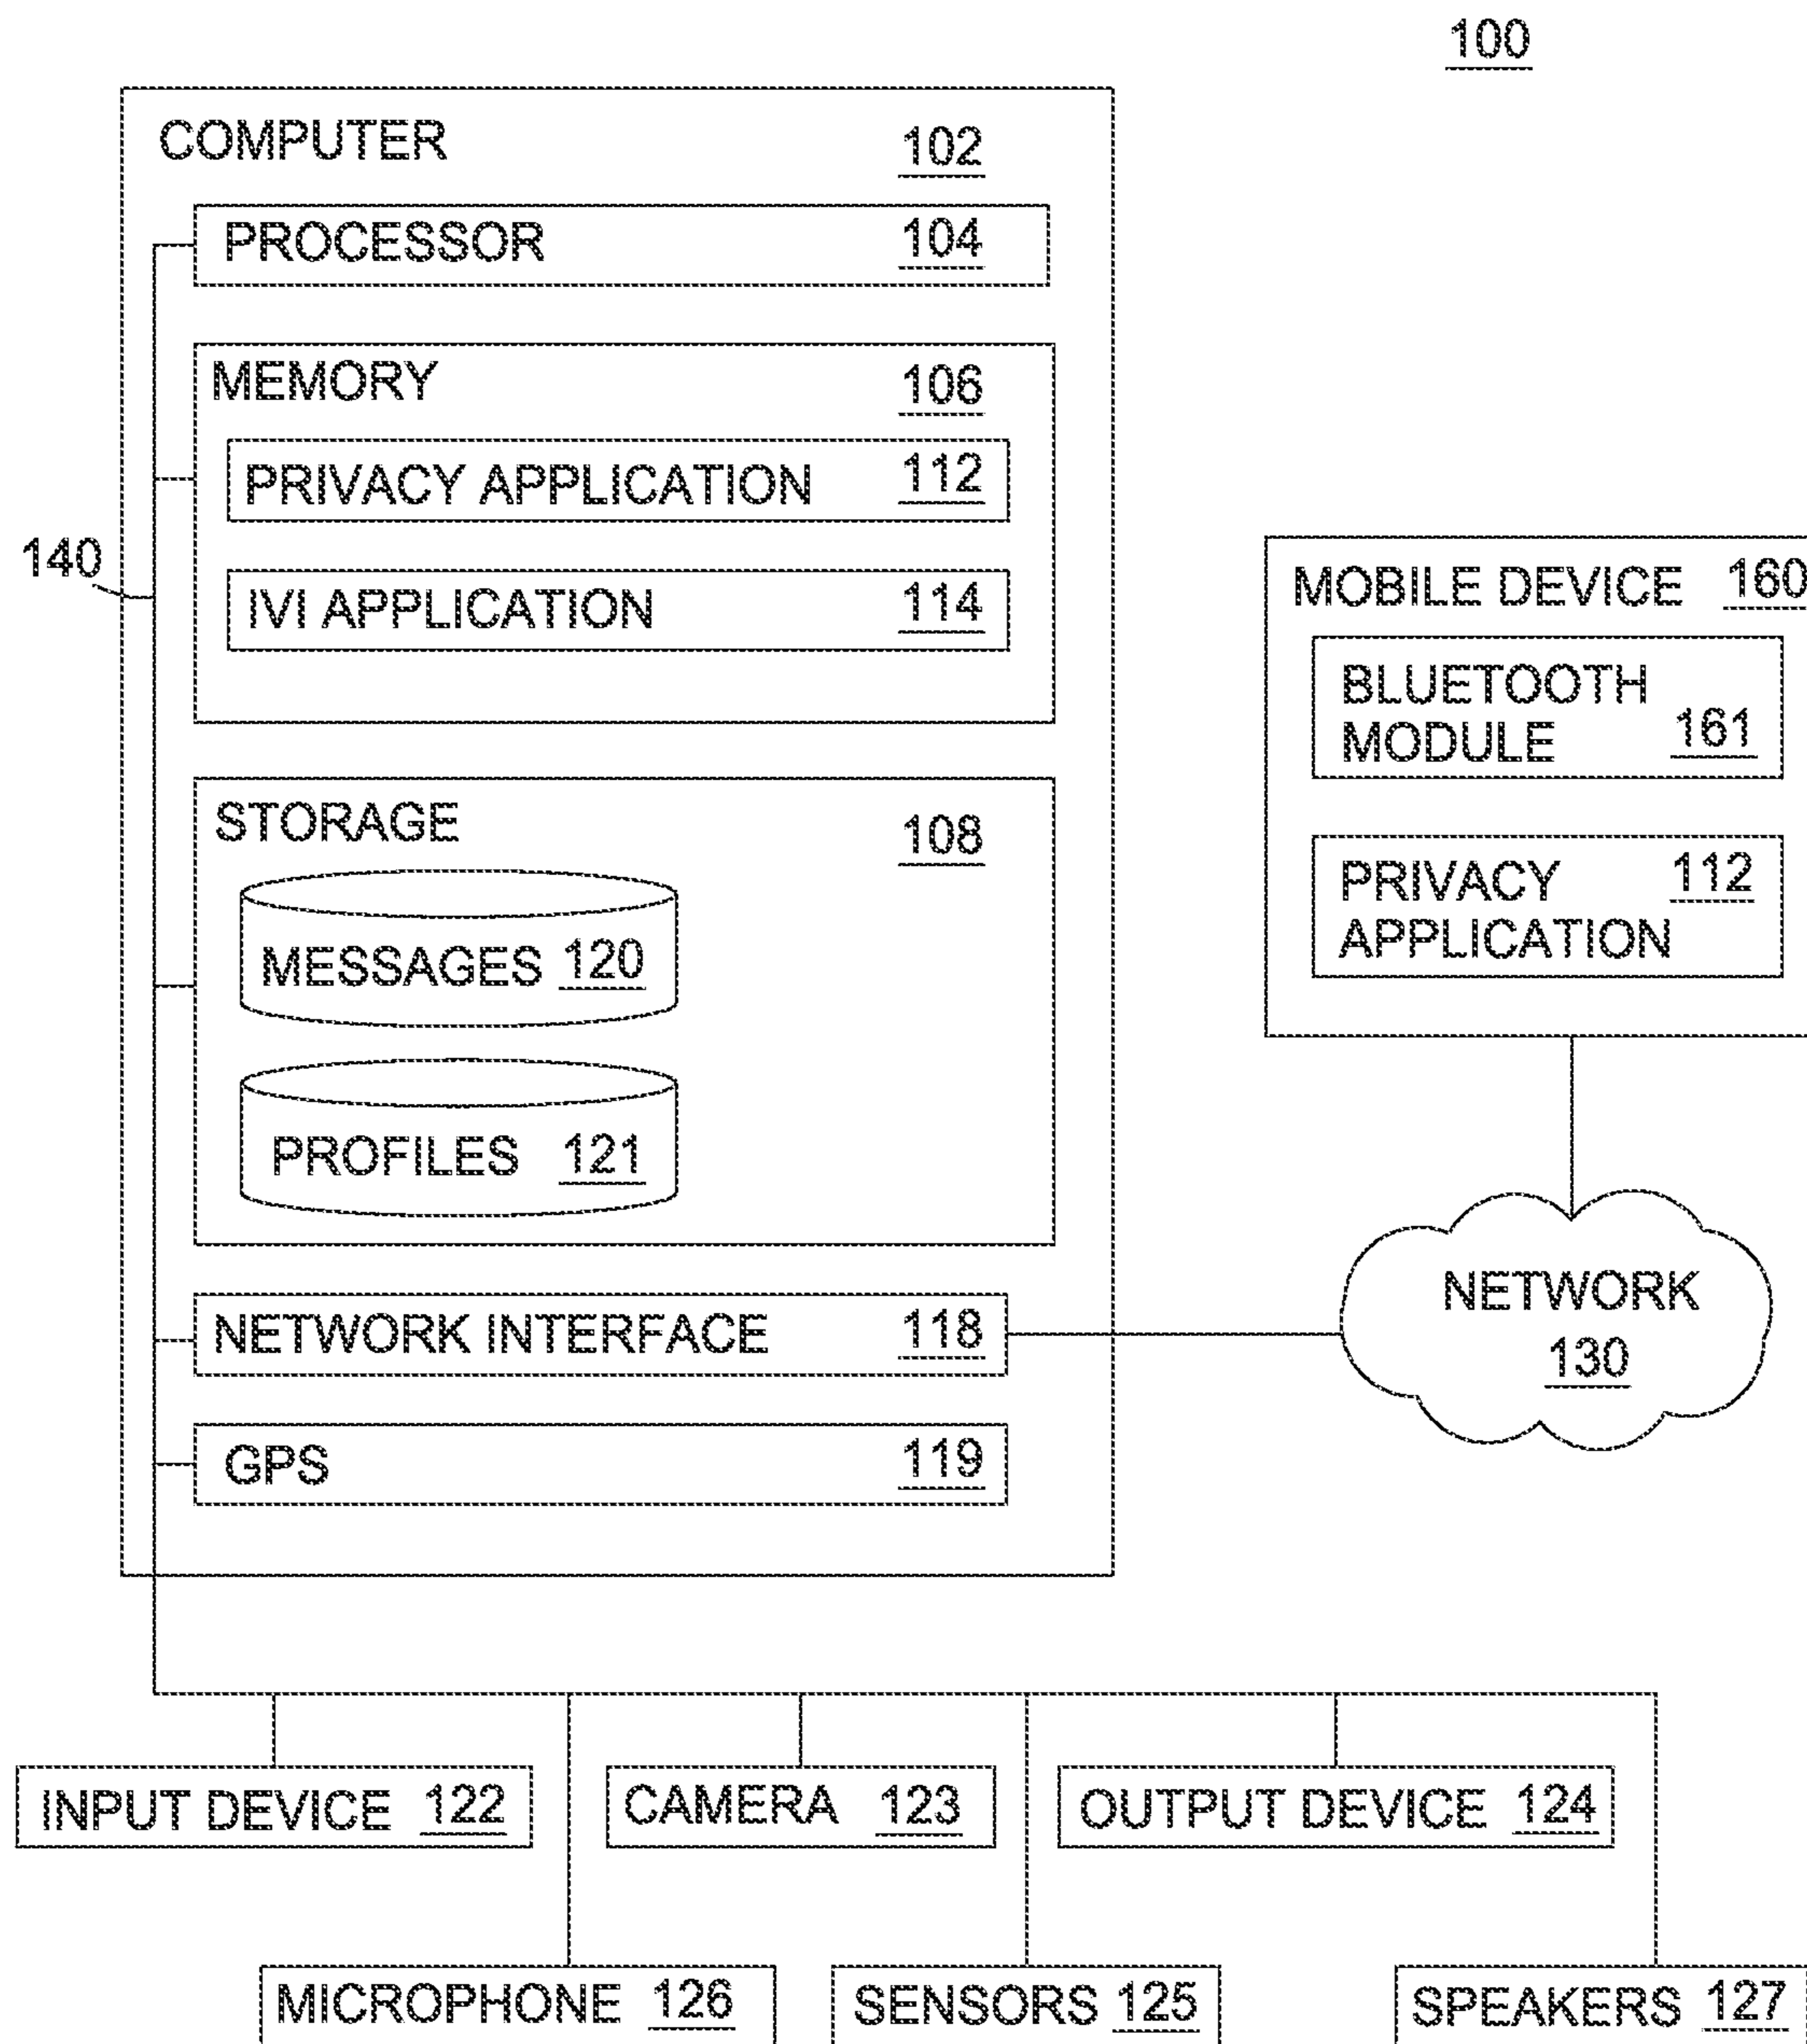 100
COMPUTER 102
PROCESSOR 104
MEMORY 106
PRIVACY APPLICATION 112
IVI APPLICATION 114
140
STORAGE 108
MESSAGES 120
PROFILES 121
NETWORK INTERFACE 118
GPS 119
MOBILE DEVICE 160
BLUETOOTH
MODULE 161
PRIVACY 112
APPLICATION
NETWORK
130
INPUT DEVICE 122
CAMERA 123
OUTPUT DEVICE 124
MICROPHONE 126
SENSORS 125
SPEAKERS 127